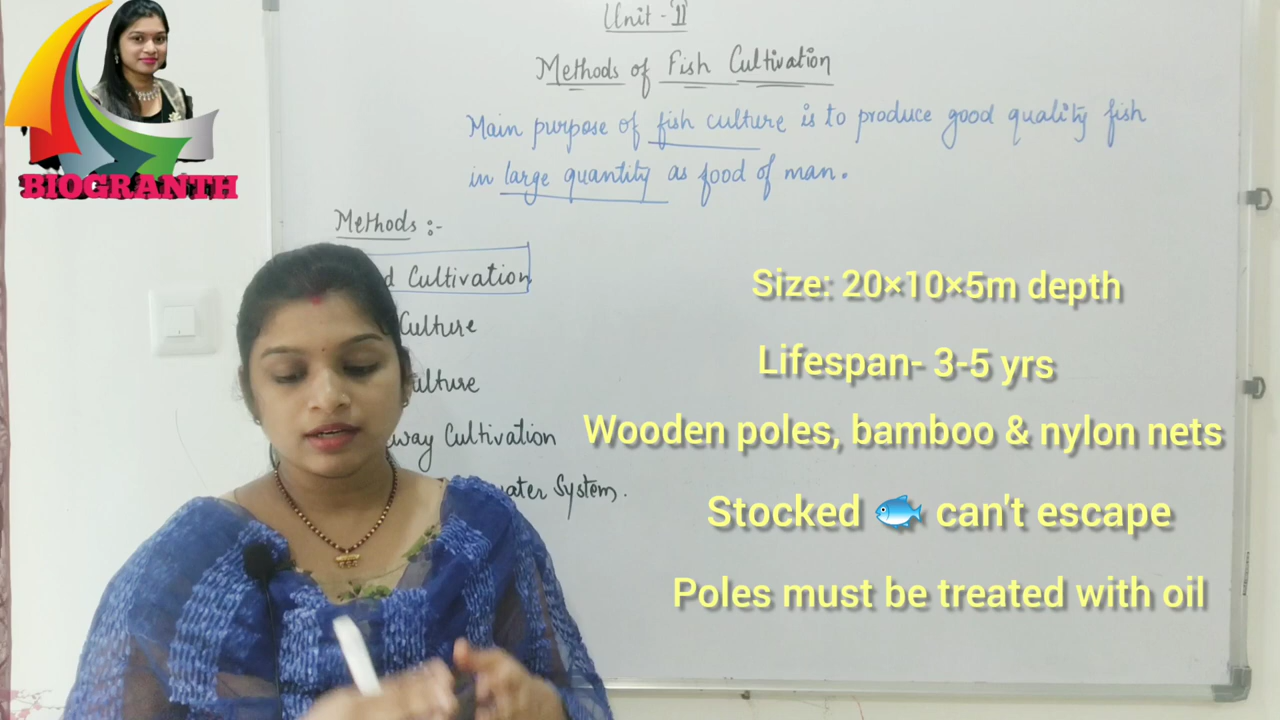 BIOGRANTH
Unit - II
Methods of Fish Cultivation
Main purpose of fish culture is to produce good quality fish
in large quantity as food of man.
Methods :-
Cultivation
Culture
Cultivation
System.
Size: 20×10×5m depth
Lifespan- 3-5 yrs
Wooden poles, bamboo & nylon nets
Stocked 🐟 can't escape
Poles must be treated with oil